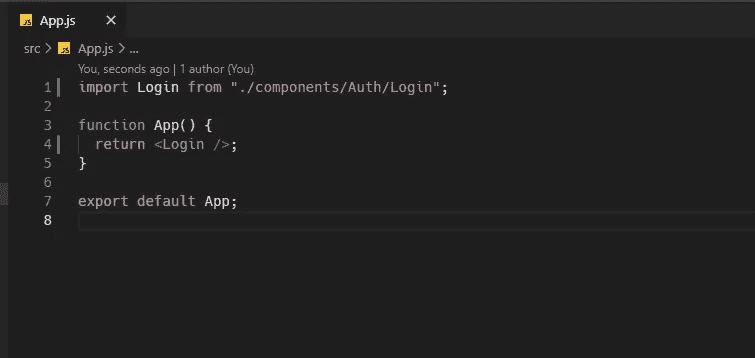 JS App.js ×
src > JS App.js > ...
You, seconds ago | 1 author (You)
1 import Login from "./components/Auth/Login";
2
3 function App() {
4 return <Login />;
5 }
6
7 export default App;
8